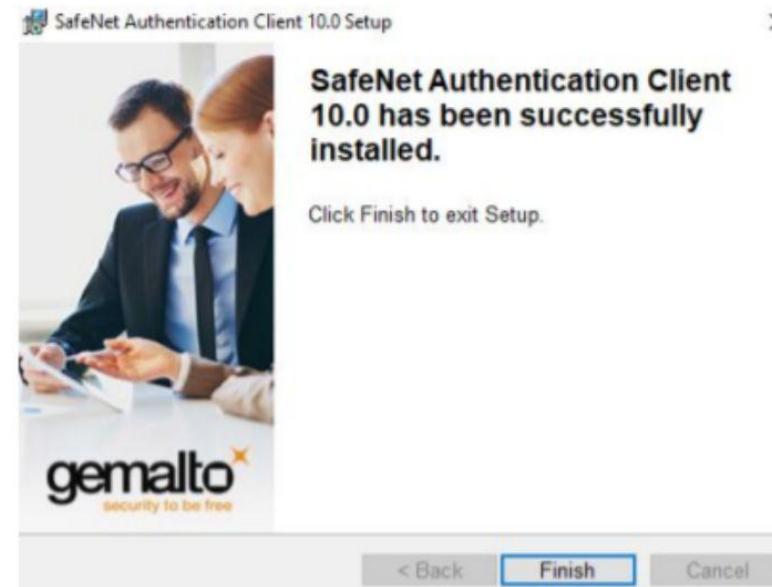 SafeNet Authentication Client 10.0 Setup
SafeNet Authentication Client
10.0 has been successfully
installed.
Click Finish to exit Setup.
gemalto
security to be free
< Back
Finish
Cancel